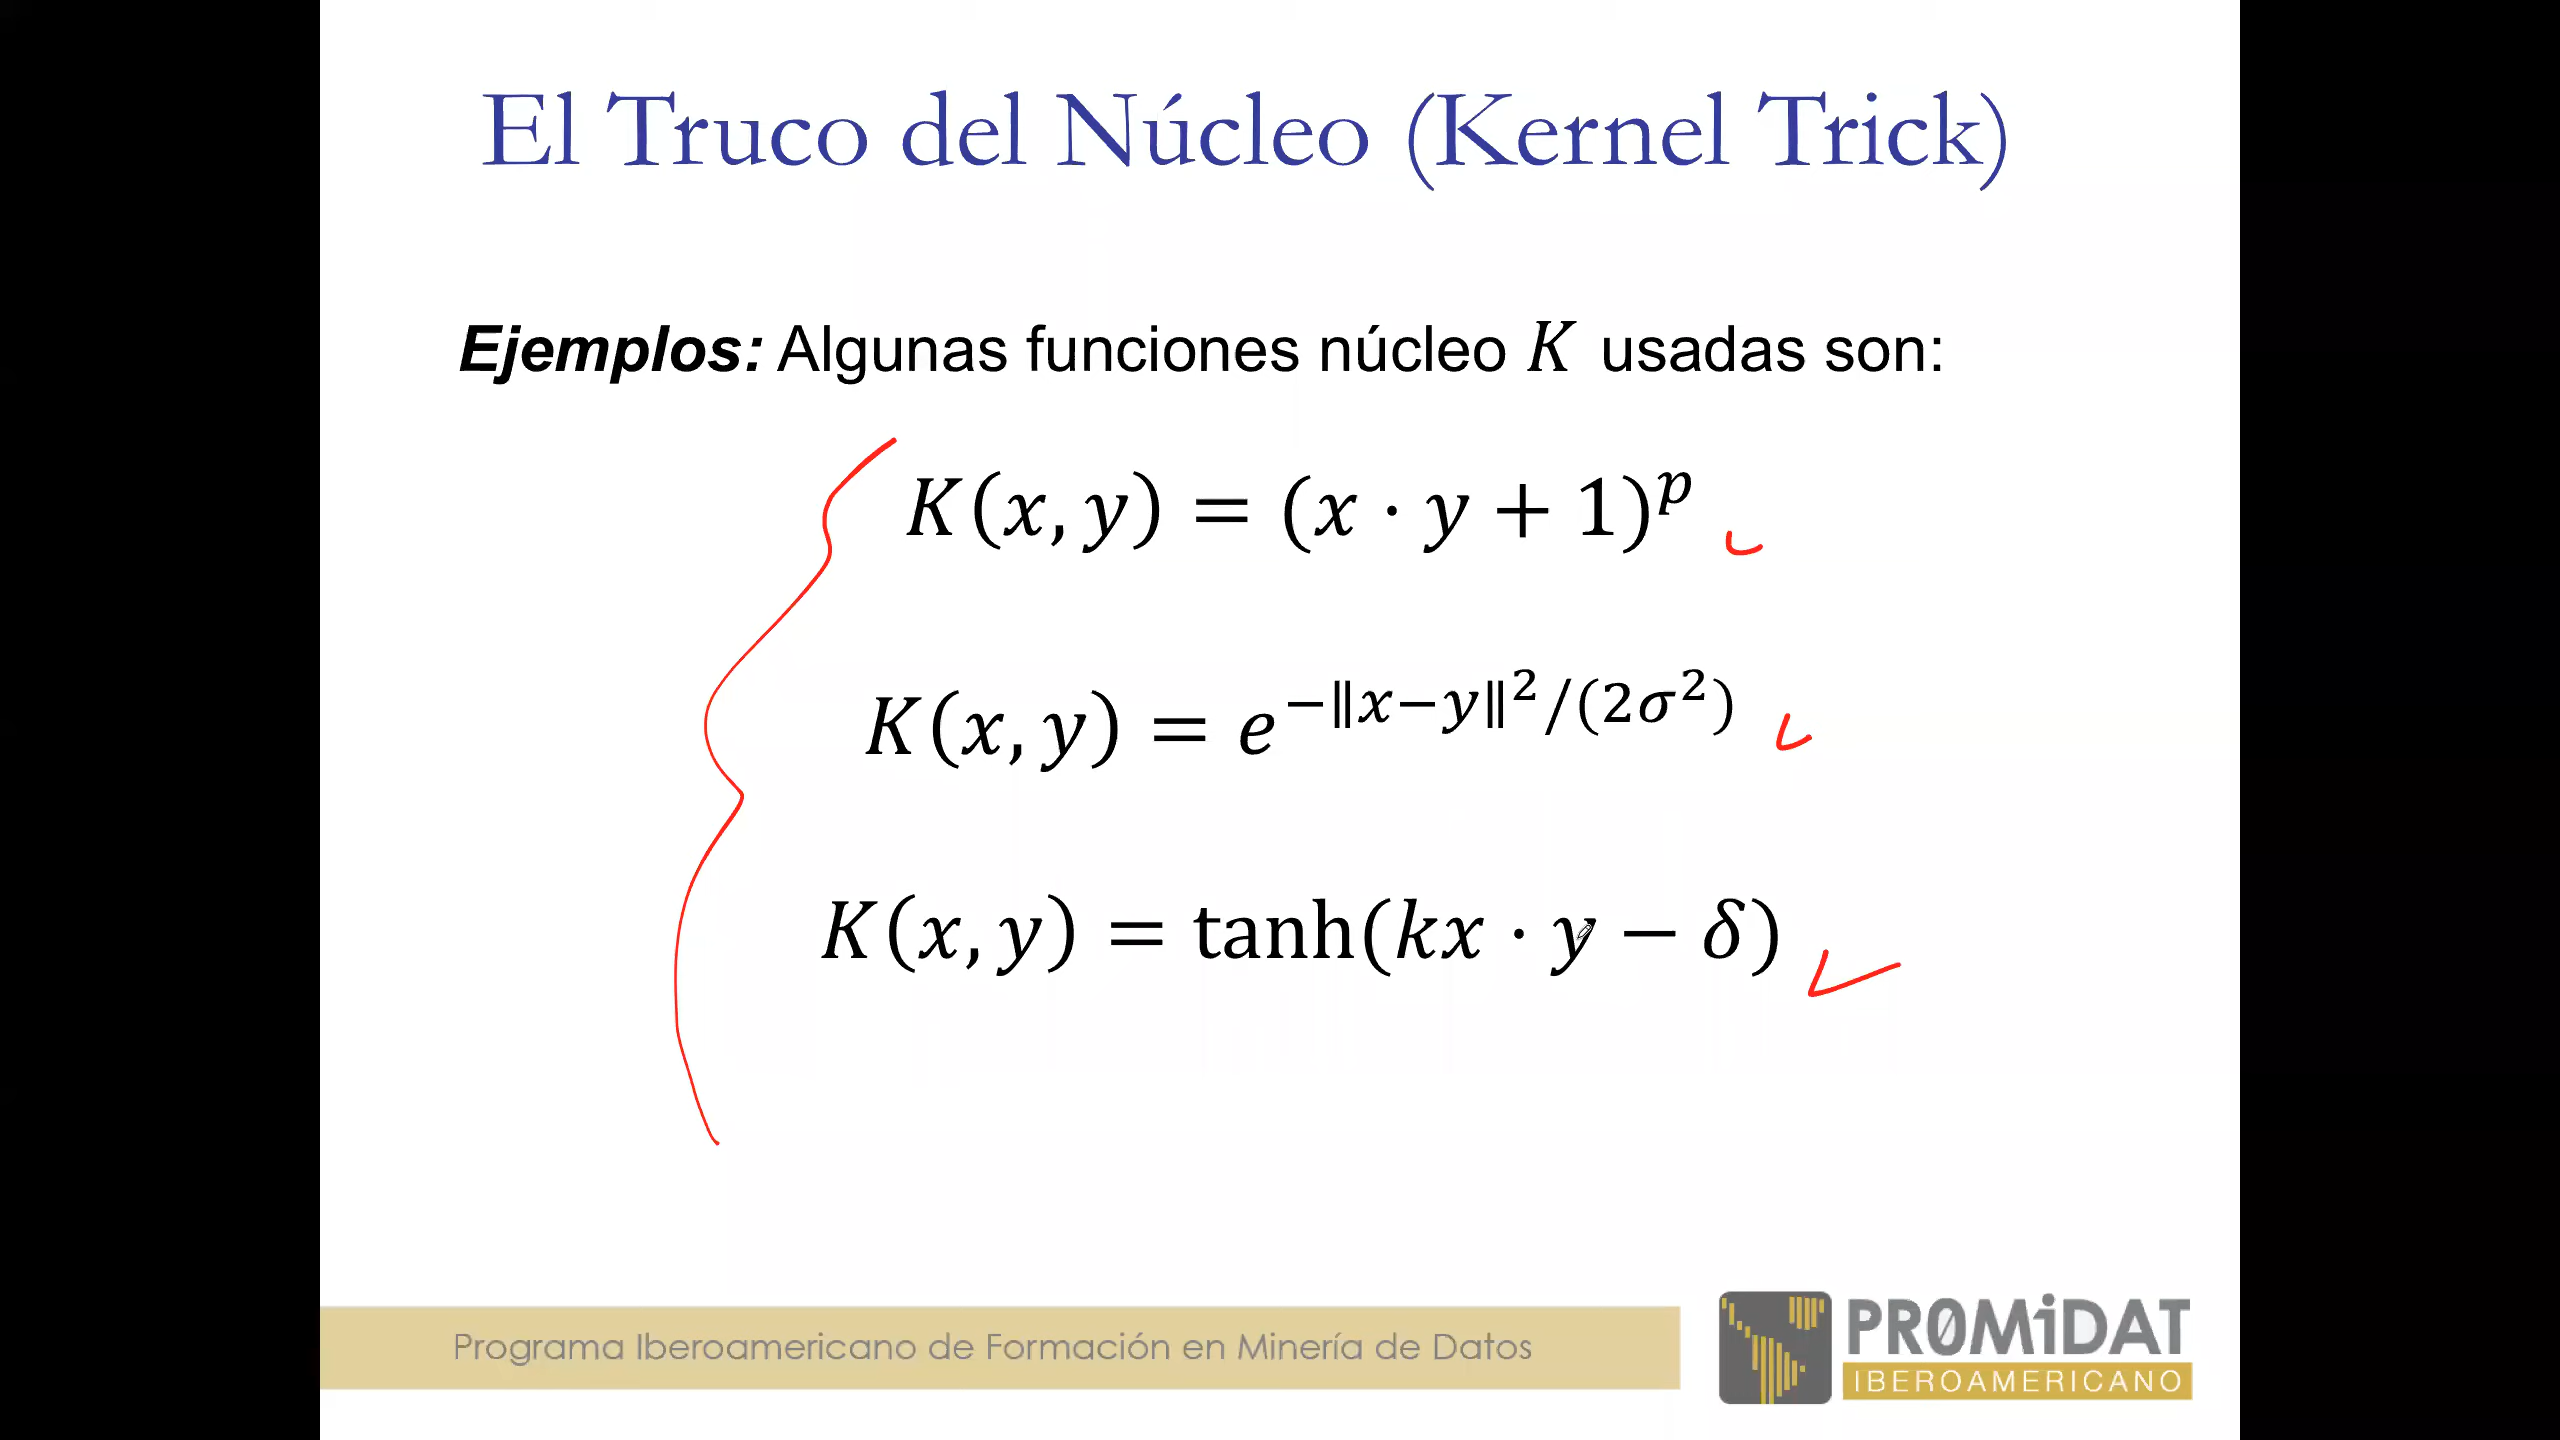 El Truco del Núcleo (Kernel Trick)
Ejemplos: Algunas funciones núcleo K usadas son:
K(x, y) = (x · y + 1)^p
K(x, y) = e^{−‖x−y‖²/(2σ²)}
K(x, y) = tanh(kx · y − δ)
Programa Iberoamericano de Formación en Minería de Datos
PR0MiDAT
IBEROAMERICANO